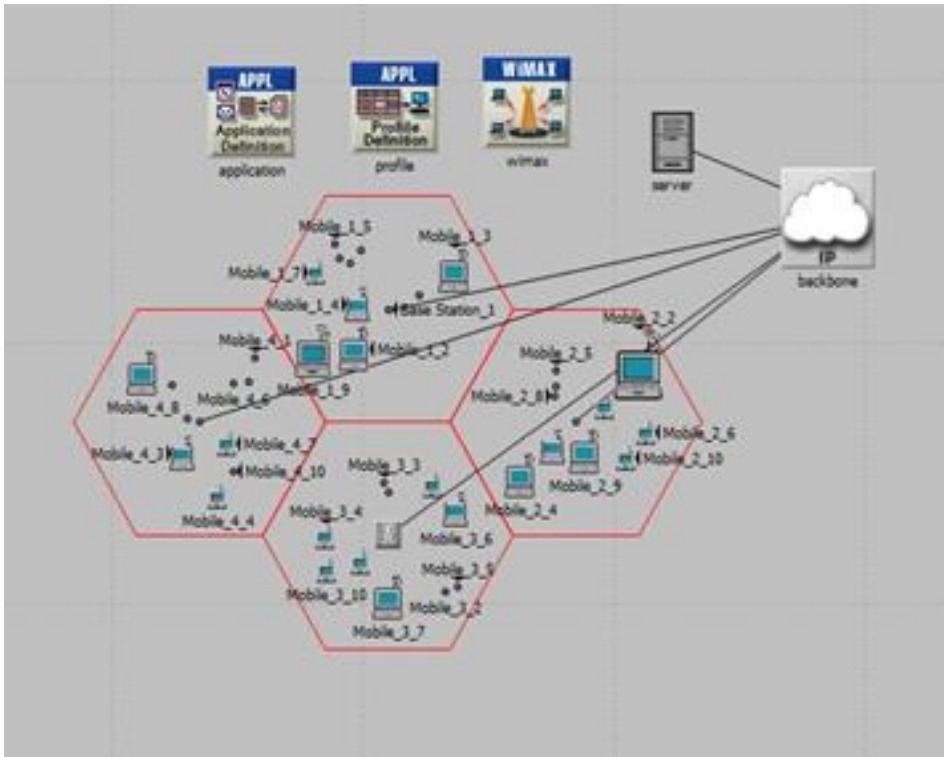 APPL
Application
Definition
application
APPL
Profile
Definition
profile
WiMAX
wimax
server
IP
backbone
Mobile_1_5
Mobile_1_3
Mobile_1_7
Mobile_1_4
Base Station_1
Mobile_1_2
Mobile_1_9
Mobile_4_1
Mobile_4_6
Mobile_4_8
Mobile_4_3
Mobile_4_7
Mobile_4_10
Mobile_4_4
Mobile_2_2
Mobile_2_5
Mobile_2_8
Mobile_2_6
Mobile_2_10
Mobile_2_9
Mobile_2_4
Mobile_3_3
Mobile_3_4
Mobile_3_6
Mobile_3_5
Mobile_3_10
Mobile_3_2
Mobile_3_7